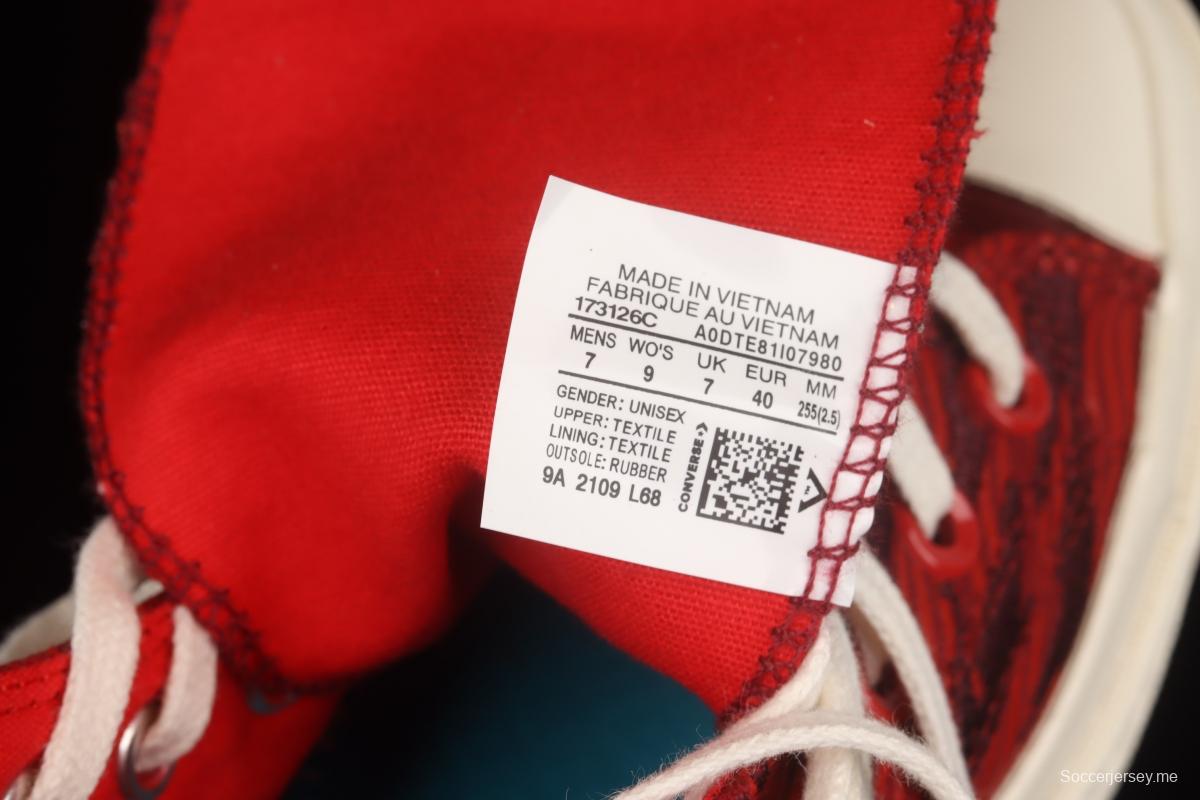 MADE IN VIETNAM
FABRIQUE AU VIETNAM
173126C A0DTE81I07980
MENS WO'S UK EUR MM
7 9 7 40 255(2.5)
GENDER: UNISEX
UPPER: TEXTILE
LINING: TEXTILE
OUTSOLE: RUBBER
9A 2109 L68
CONVERSE
Soccerjersey.me